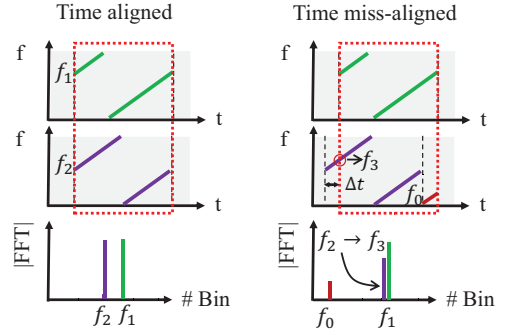 Time aligned
f
f1
t
f
f2
t
|FFT|
f2 f1
# Bin
Time miss-aligned
f
t
f
f3
Δt
f0
t
|FFT|
f2 → f3
f0
f1
# Bin